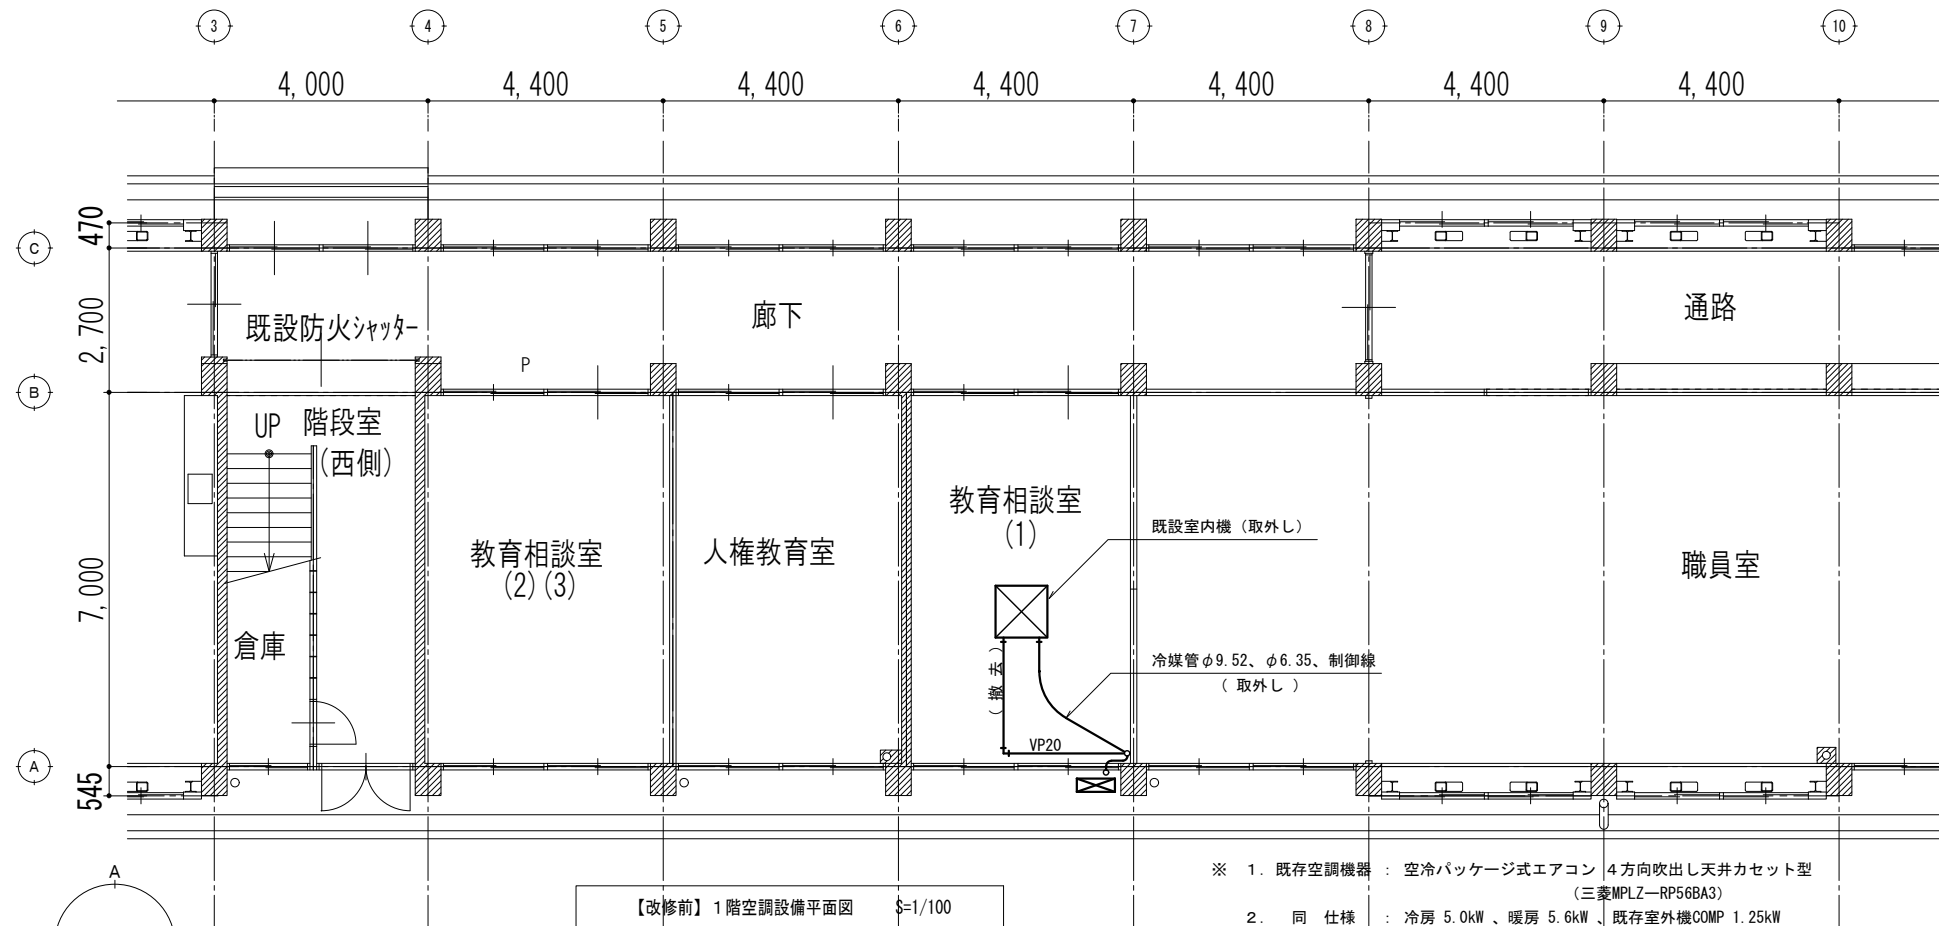 3 4 5 6 7 8 9 10
4,000 4,400 4,400 4,400 4,400 4,400 4,400
470
C
2,700
既設防火シャッター
廊下
通路
P
B
UP 階段室
(西側)
教育相談室
(1)
既設室内機（取外し）
教育相談室
(2)(3)
人権教育室
職員室
7,000
倉庫
（撤去）
冷媒管φ9.52、φ6.35、制御線
（ 取外し ）
VP20
A
545
A
※ 1. 既存空調機器 : 空冷パッケージ式エアコン 4方向吹出し天井カセット型
(三菱MPLZ―RP56BA3)
【改修前】1階空調設備平面図 S=1/100
2. 同 仕様 : 冷房 5.0kW 、暖房 5.6kW 、既存室外機COMP 1.25kW